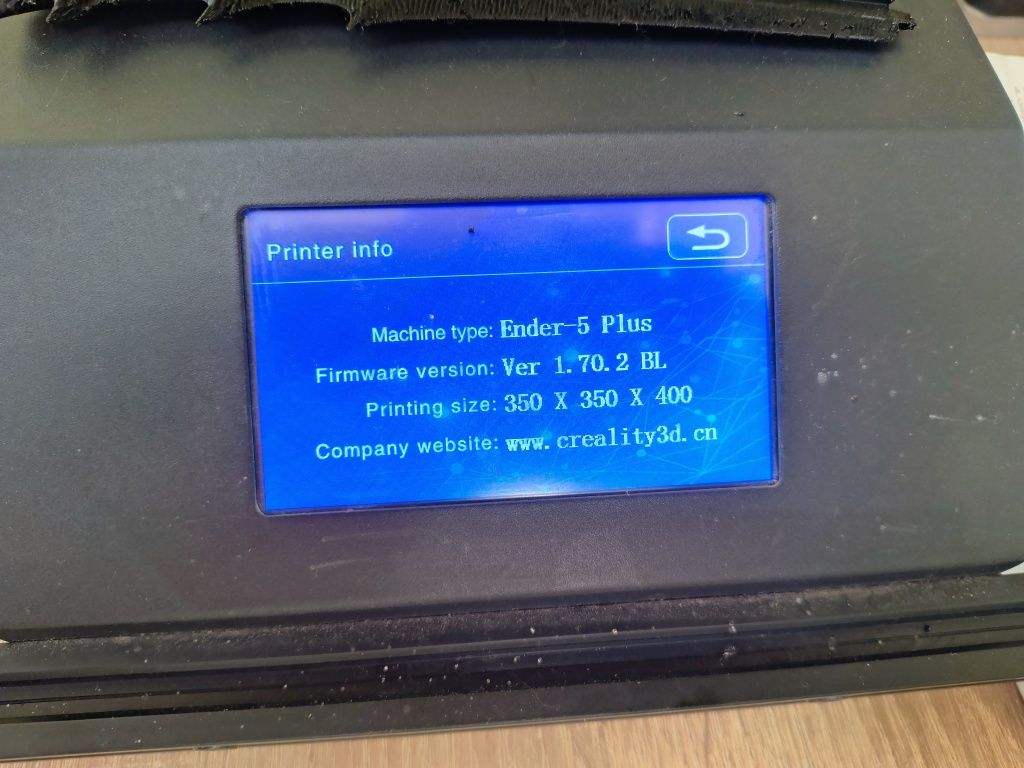 Printer info
Machine type: Ender-5 Plus
Firmware version: Ver 1.70.2 BL
Printing size: 350 X 350 X 400
Company website: www.creality3d.cn